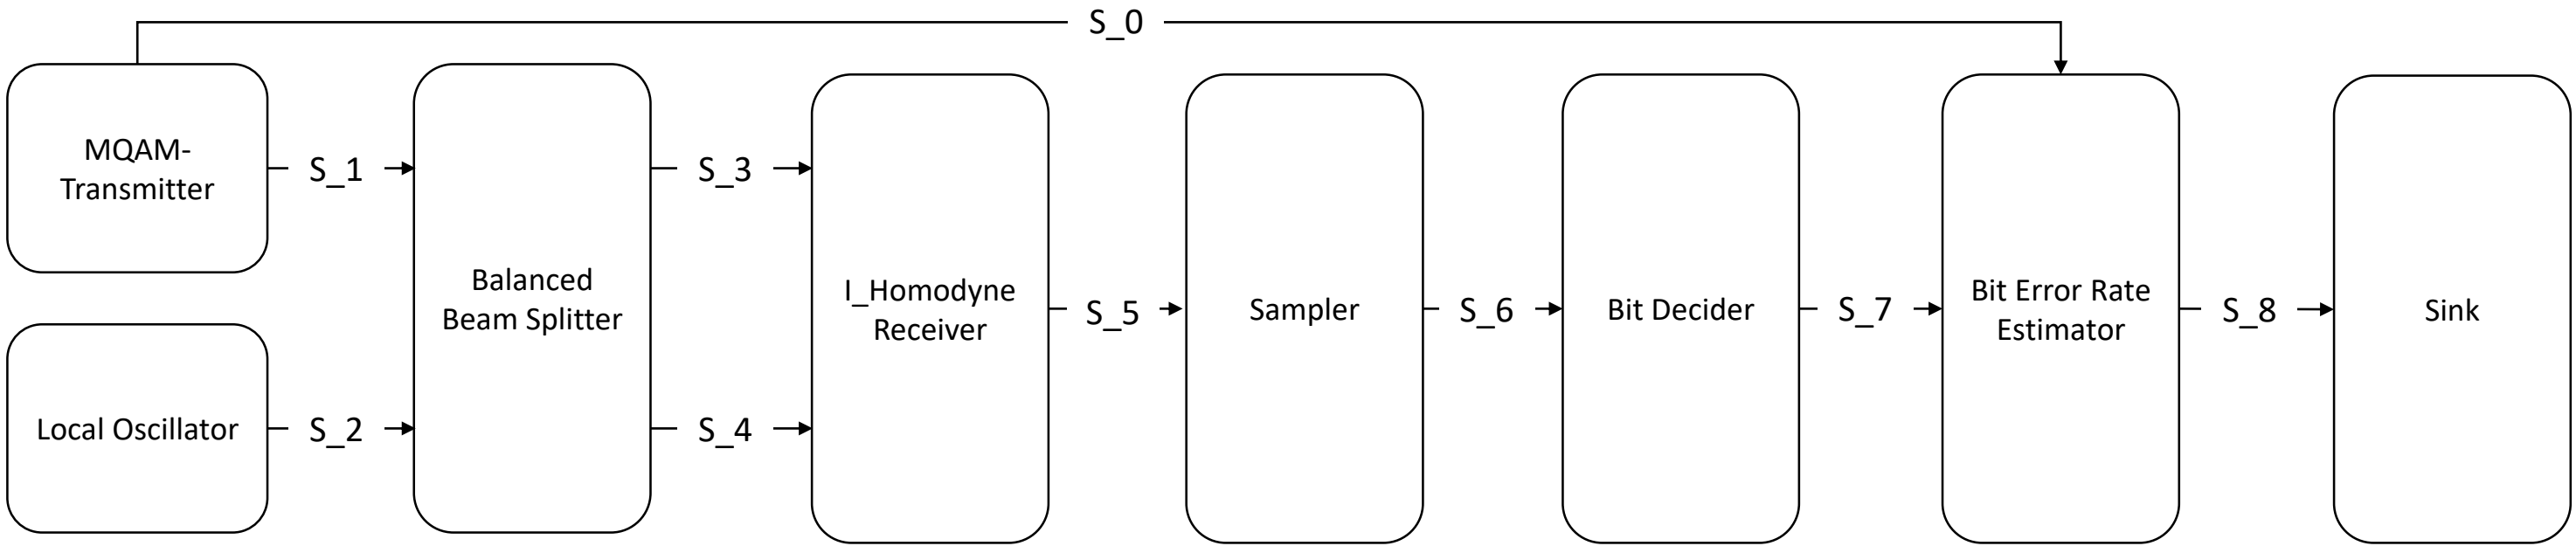 S_0
MQAM-
Transmitter
S_1
Local Oscillator
S_2
Balanced
Beam Splitter
S_3
S_4
I_Homodyne
Receiver
S_5
Sampler
S_6
Bit Decider
S_7
Bit Error Rate
Estimator
S_8
Sink